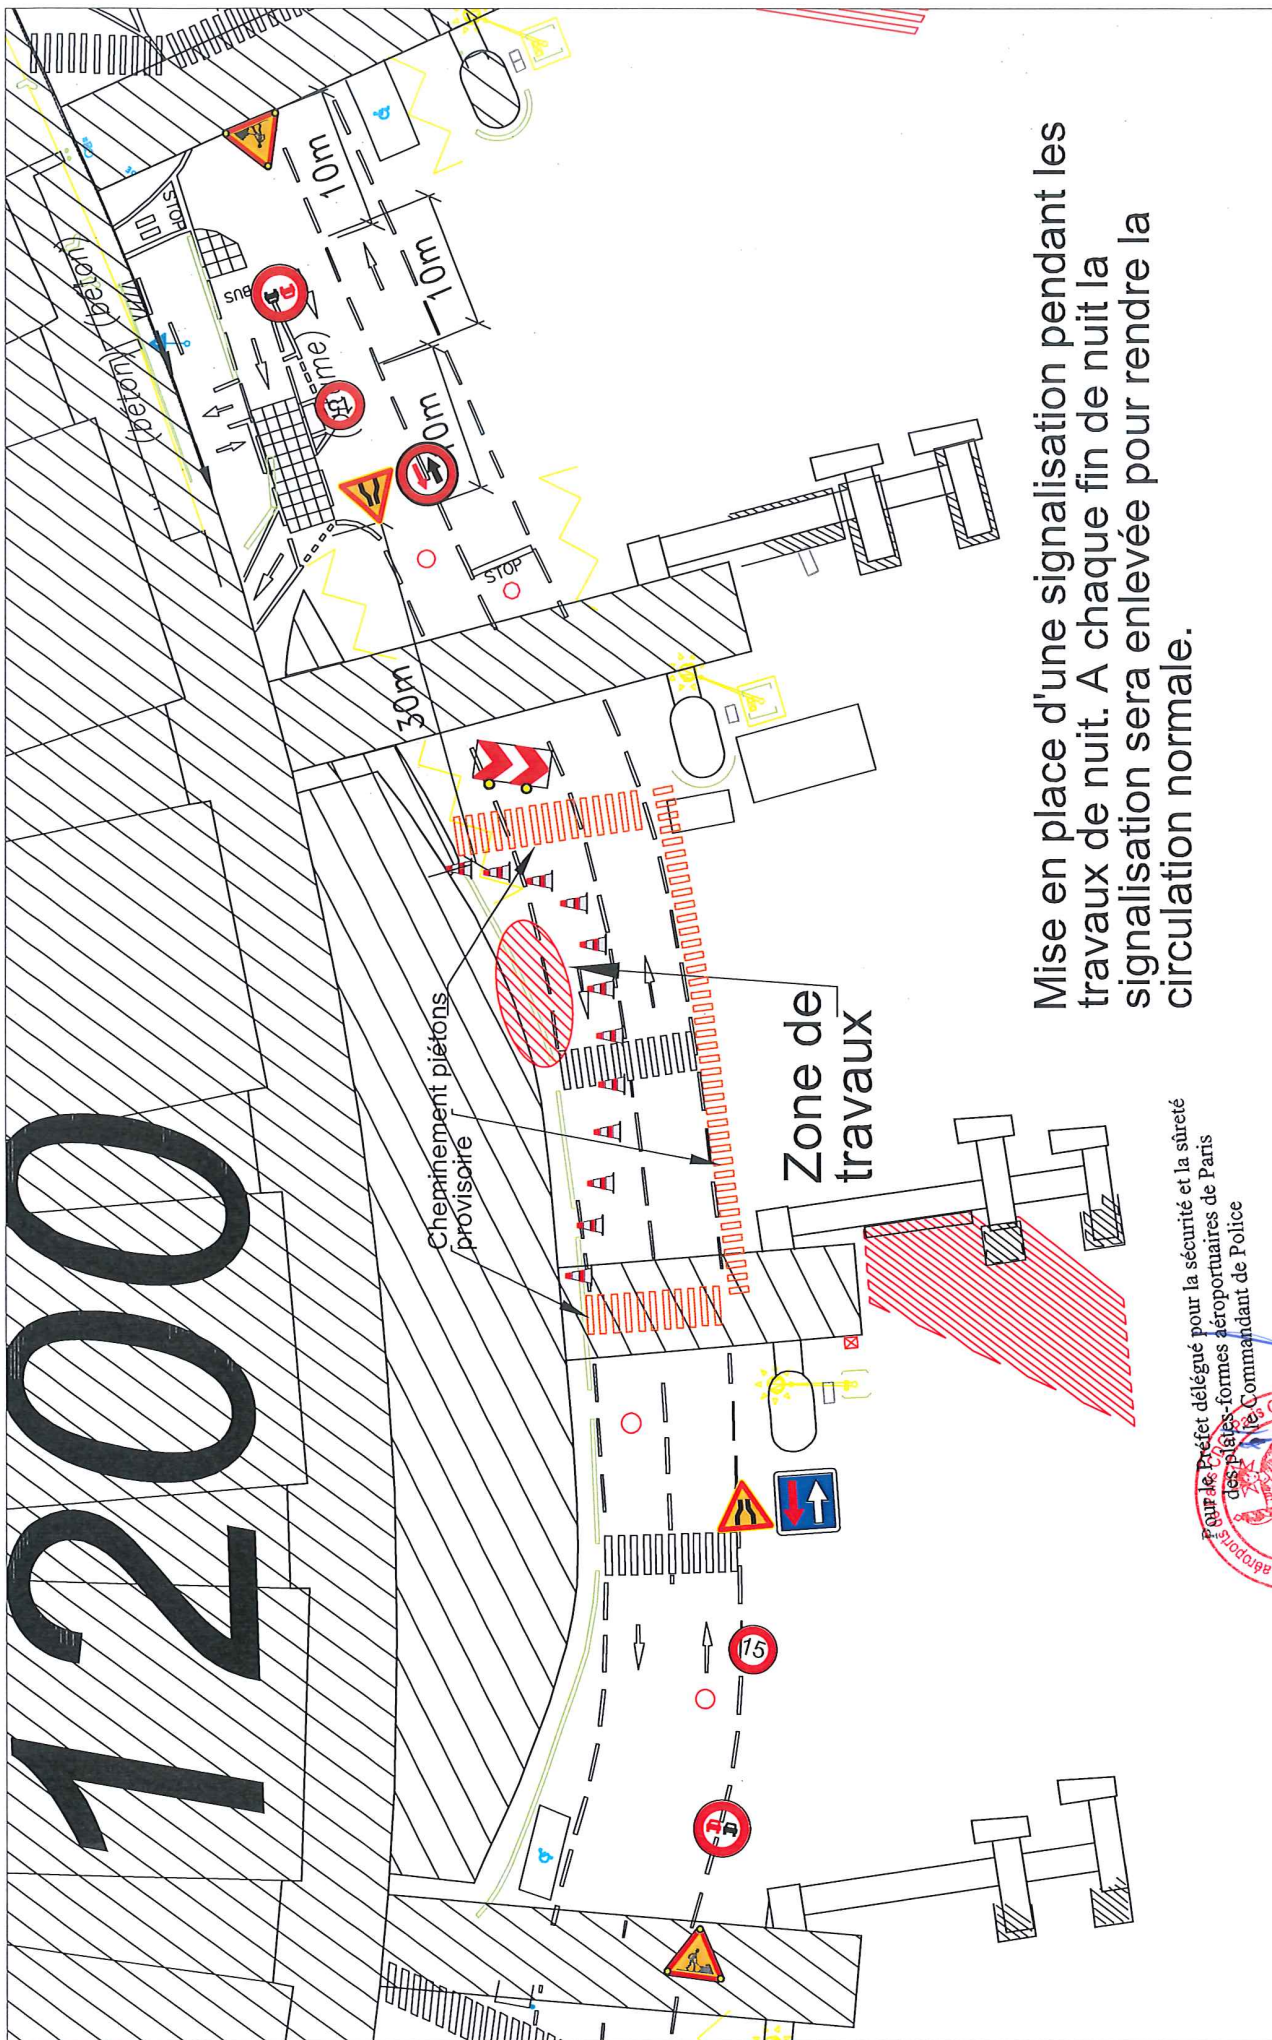 1200
(béton)
(béton)
STOP
BUS
10m
10m
STOP
30m
15
Cheminement piétons
provisoire
Zone de
travaux
Mise en place d'une signalisation pendant les
travaux de nuit. A chaque fin de nuit la
signalisation sera enlevée pour rendre la
circulation normale.
Pour le Préfet délégué pour la sécurité et la sûreté
des plates-formes aéroportuaires de Paris
le Commandant de Police